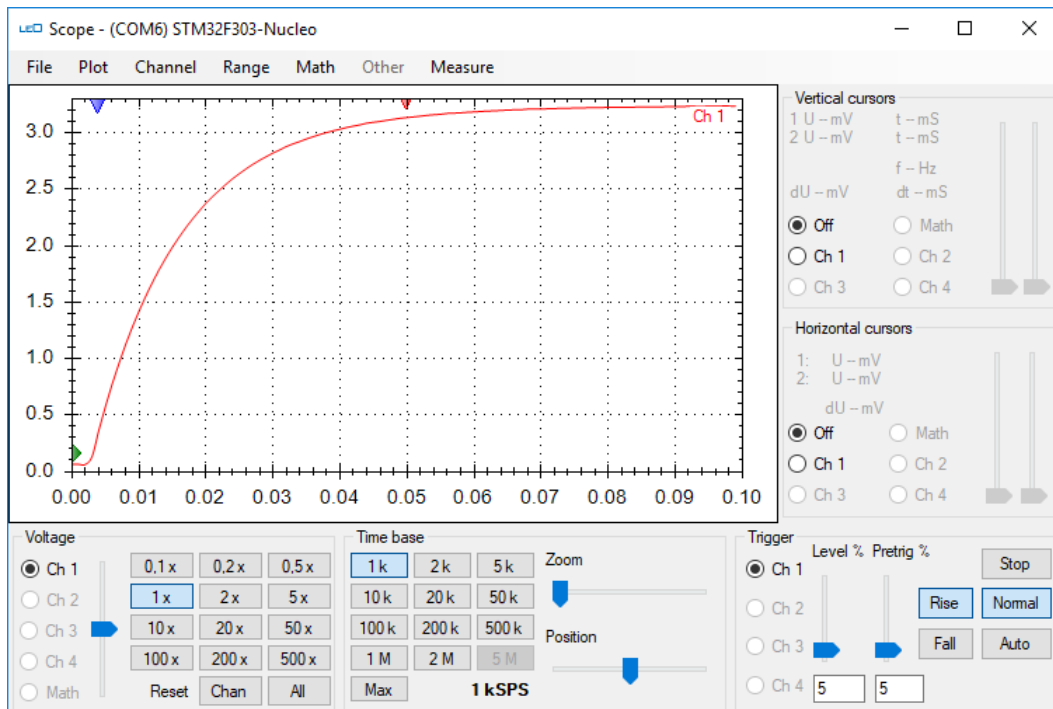 LEO Scope - (COM6) STM32F303-Nucleo
File Plot Channel Range Math Other Measure
3.0
2.5
2.0
1.5
1.0
0.5
0.0
Ch 1
0.00 0.01 0.02 0.03 0.04 0.05 0.06 0.07 0.08 0.09 0.10
Vertical cursors
1 U -- mV t -- mS
2 U -- mV t -- mS
f -- Hz
dU -- mV dt -- mS
Off Math
Ch 1 Ch 2
Ch 3 Ch 4
Horizontal cursors
1: U -- mV
2: U -- mV
dU -- mV
Off Math
Ch 1 Ch 2
Ch 3 Ch 4
Voltage
Ch 1 0,1 x 0,2 x 0,5 x
Ch 2 1 x 2 x 5 x
Ch 3 10 x 20 x 50 x
Ch 4 100 x 200 x 500 x
Math Reset Chan All
Time base
1 k 2 k 5 k
10 k 20 k 50 k
100 k 200 k 500 k
1 M 2 M 5 M
Max 1 kSPS
Zoom
Position
Trigger
Level % Pretrig %
Ch 1 Stop
Ch 2 Rise Normal
Ch 3 Fall Auto
Ch 4 5 5